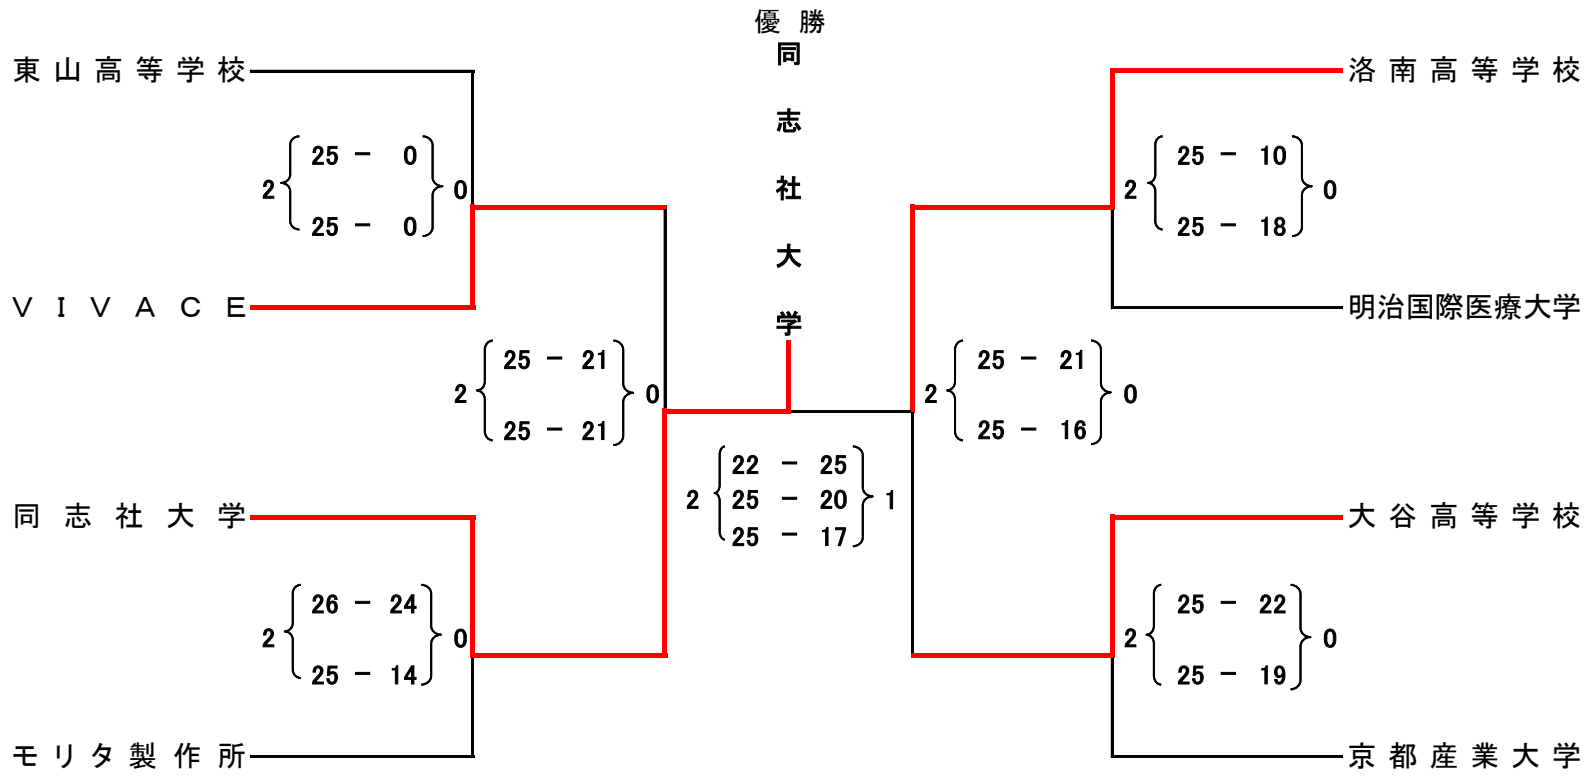 優勝
同志社大学
東山高等学校
2 25 － 0 0
25 － 0
ＶＩＶＡＣＥ
2 25 － 21 0
25 － 21
同志社大学
2 26 － 24 0
25 － 14
モリタ製作所
2 22 － 25 1
25 － 20
25 － 17
洛南高等学校
2 25 － 10 0
25 － 18
明治国際医療大学
2 25 － 21 0
25 － 16
大谷高等学校
2 25 － 22 0
25 － 19
京都産業大学